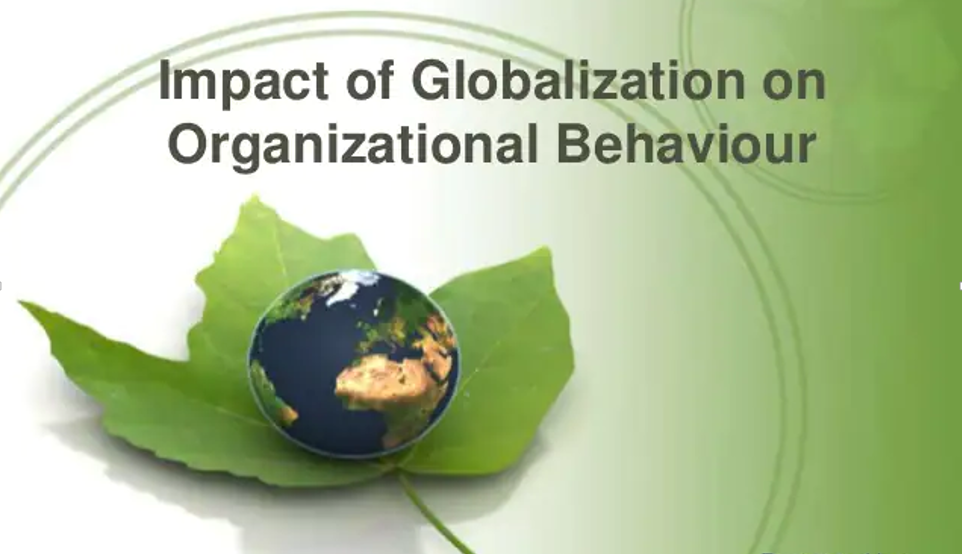 Impact of Globalization on
Organizational Behaviour